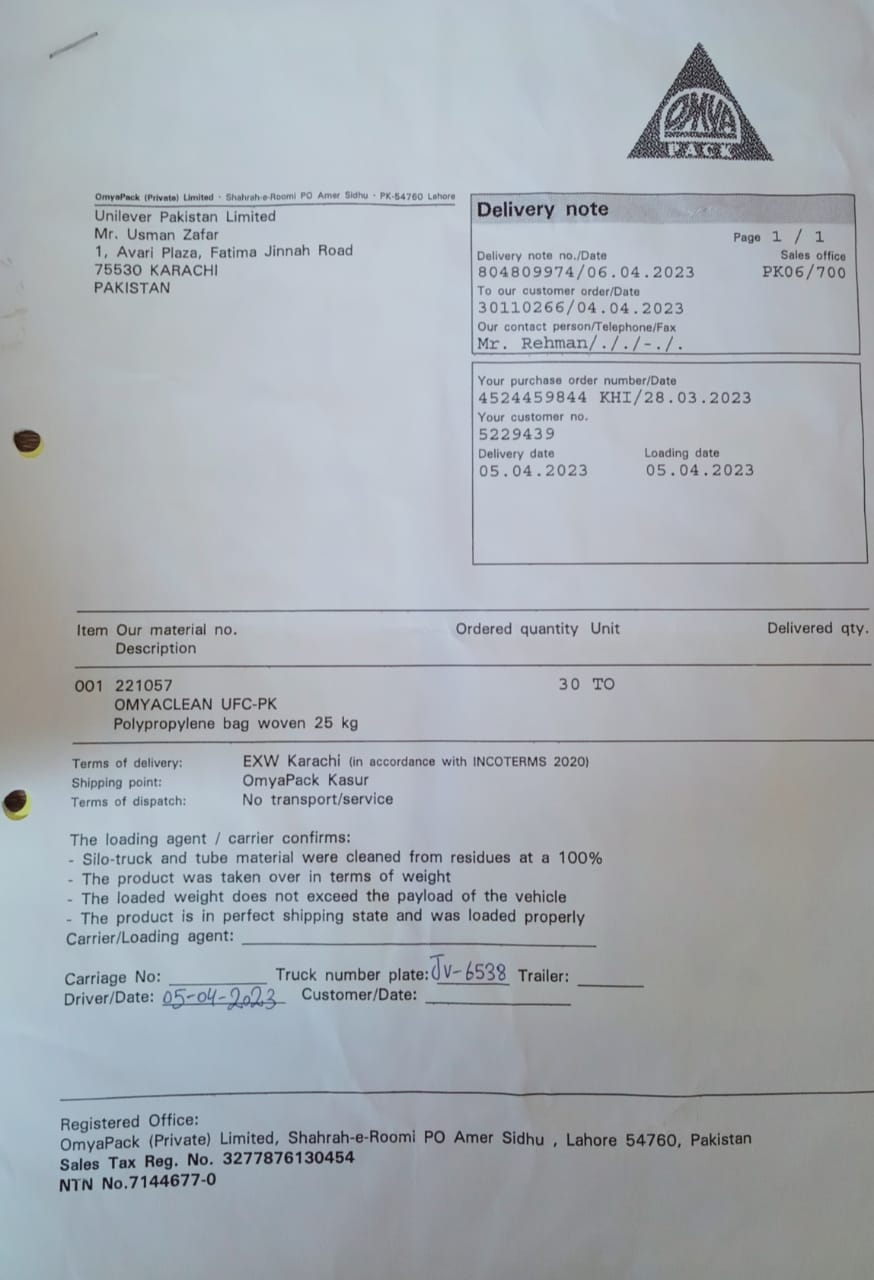 OMYA
PACK
OmyaPack (Private) Limited · Shahrah-e-Roomi PO Amer Sidhu · PK-54760 Lahore
Unilever Pakistan Limited
Mr. Usman Zafar
1, Avari Plaza, Fatima Jinnah Road
75530 KARACHI
PAKISTAN
Delivery note
Page 1 / 1
Delivery note no./Date Sales office
804809974/06.04.2023 PK06/700
To our customer order/Date
30110266/04.04.2023
Our contact person/Telephone/Fax
Mr. Rehman/././-./.
Your purchase order number/Date
4524459844 KHI/28.03.2023
Your customer no.
5229439
Delivery date Loading date
05.04.2023 05.04.2023
Item Our material no. Ordered quantity Unit Delivered qty.
Description
001 221057 30 TO
OMYACLEAN UFC-PK
Polypropylene bag woven 25 kg
Terms of delivery: EXW Karachi (in accordance with INCOTERMS 2020)
Shipping point: OmyaPack Kasur
Terms of dispatch: No transport/service
The loading agent / carrier confirms:
- Silo-truck and tube material were cleaned from residues at a 100%
- The product was taken over in terms of weight
- The loaded weight does not exceed the payload of the vehicle
- The product is in perfect shipping state and was loaded properly
Carrier/Loading agent:
Carriage No: Truck number plate: JV-6538 Trailer:
Driver/Date: 05-04-2023 Customer/Date:
Registered Office:
OmyaPack (Private) Limited, Shahrah-e-Roomi PO Amer Sidhu , Lahore 54760, Pakistan
Sales Tax Reg. No. 3277876130454
NTN No.7144677-0